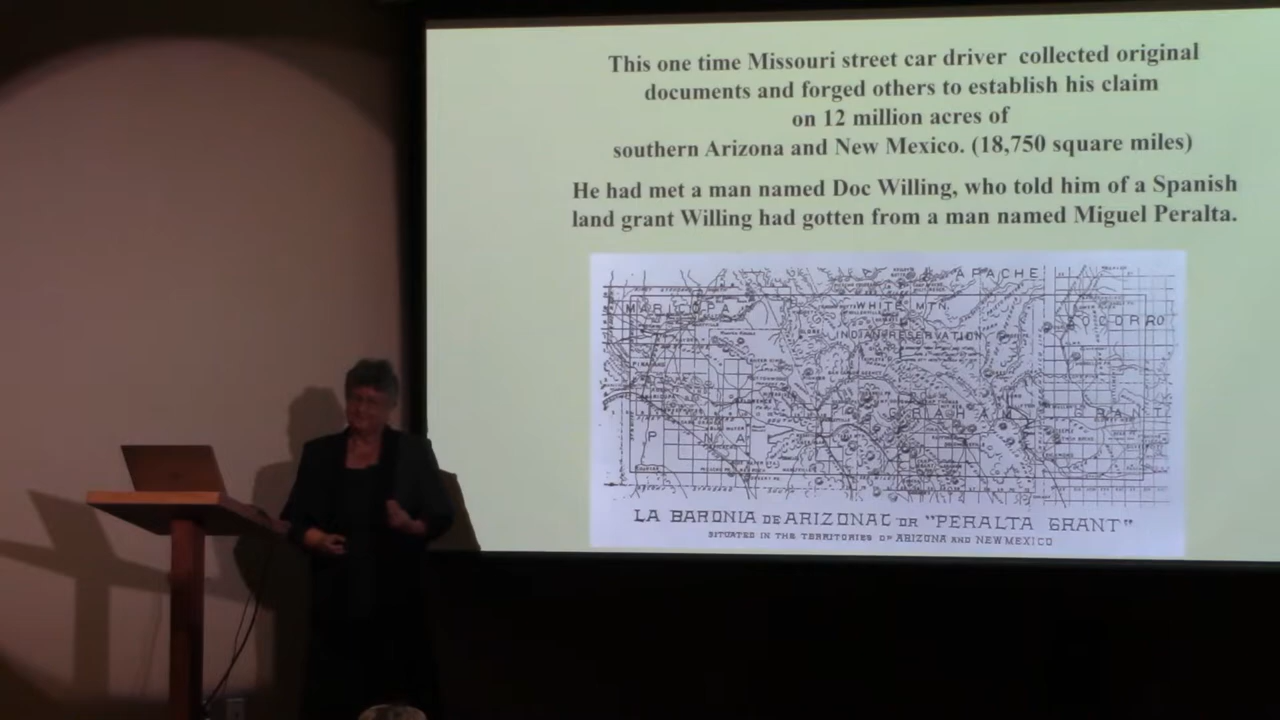 This one time Missouri street car driver collected original
documents and forged others to establish his claim
on 12 million acres of
southern Arizona and New Mexico. (18,750 square miles)
He had met a man named Doc Willing, who told him of a Spanish
land grant Willing had gotten from a man named Miguel Peralta.
APACHE
MARICOPA
WHITE MTN.
SOCORRO
INDIAN RESERVATION
GRAHAM
GRANT
LA BARONIA DE ARIZONAC OR "PERALTA GRANT"
SITUATED IN THE TERRITORIES OF ARIZONA AND NEW MEXICO